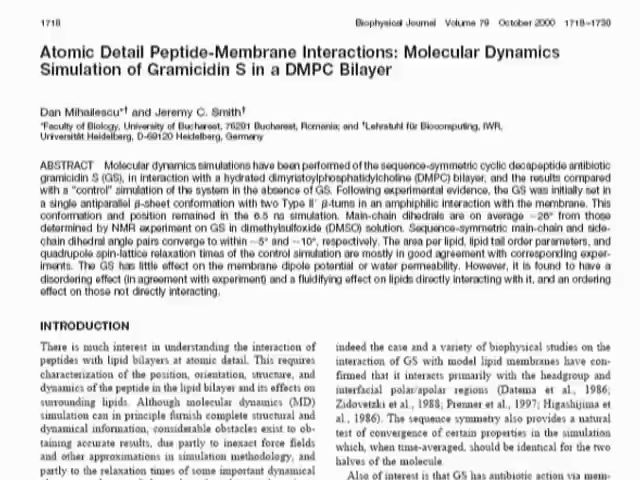 1718
Biophysical Journal Volume 79 October 2000 1718–1730
Atomic Detail Peptide-Membrane Interactions: Molecular Dynamics
Simulation of Gramicidin S in a DMPC Bilayer
Dan Mihailescu*† and Jeremy C. Smith†
*Faculty of Biology, University of Bucharest, 76201 Bucharest, Romania; and †Lehrstuhl für Biocomputing, IWR,
Universität Heidelberg, D-69120 Heidelberg, Germany
ABSTRACT Molecular dynamics simulations have been performed of the sequence-symmetric cyclic decapeptide antibiotic
gramicidin S (GS), in interaction with a hydrated dimyristoylphosphatidylcholine (DMPC) bilayer, and the results compared
with a "control" simulation of the system in the absence of GS. Following experimental evidence, the GS was initially set in
a single antiparallel β-sheet conformation with two Type II' β-turns in an amphiphilic interaction with the membrane. This
conformation and position remained in the 6.5 ns simulation. Main-chain dihedrals are on average ~26° from those
determined by NMR experiment on GS in dimethylsulfoxide (DMSO) solution. Sequence-symmetric main-chain and side-
chain dihedral angle pairs converge to within ~5° and ~10°, respectively. The area per lipid, lipid tail order parameters, and
quadrupole spin-lattice relaxation times of the control simulation are mostly in good agreement with corresponding exper-
iments. The GS has little effect on the membrane dipole potential or water permeability. However, it is found to have a
disordering effect (in agreement with experiment) and a fluidifying effect on lipids directly interacting with it, and an ordering
effect on those not directly interacting.
INTRODUCTION
There is much interest in understanding the interaction of
peptides with lipid bilayers at atomic detail. This requires
characterization of the position, orientation, structure, and
dynamics of the peptide in the lipid bilayer and its effects on
surrounding lipids. Although molecular dynamics (MD)
simulation can in principle furnish complete structural and
dynamical information, considerable obstacles exist to ob-
taining accurate results, due partly to inexact force fields
and other approximations in simulation methodology, and
partly to the relaxation times of some important dynamical
indeed the case and a variety of biophysical studies on the
interaction of GS with model lipid membranes have con-
firmed that it interacts primarily with the headgroup and
interfacial polar/apolar regions (Datema et al., 1986;
Zidovetzki et al., 1988; Prenner et al., 1997; Higashijima et
al., 1986). The sequence symmetry also provides a natural
test of convergence of certain properties in the simulation
which, when time-averaged, should be identical for the two
halves of the molecule.
Also of interest is that GS has antibiotic action via mem-